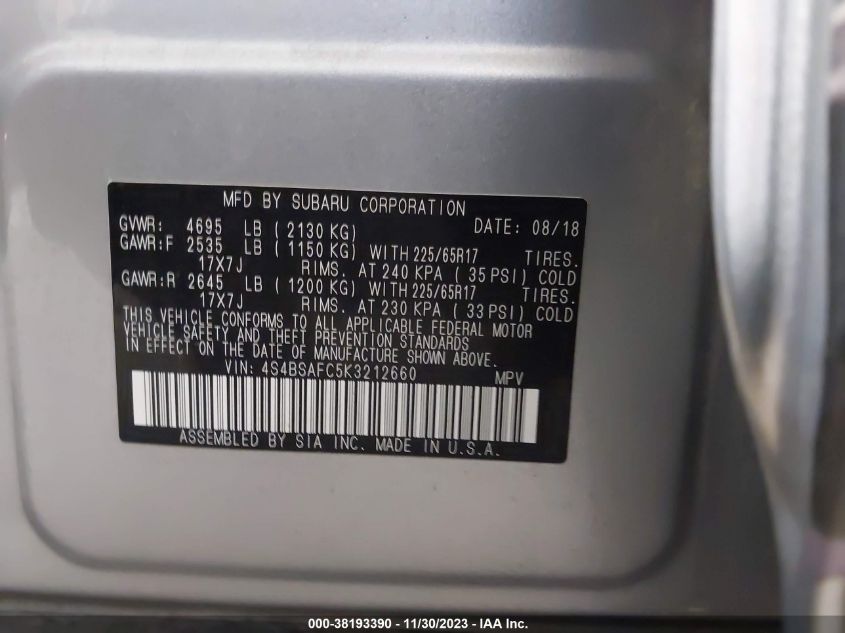 MFD BY SUBARU CORPORATION
GVWR: 4695 LB ( 2130 KG) DATE: 08/18
GAWR:F 2535 LB ( 1150 KG) WITH 225/65R17 TIRES.
17X7J RIMS. AT 240 KPA ( 35 PSI) COLD
GAWR:R 2645 LB ( 1200 KG) WITH 225/65R17 TIRES.
17X7J RIMS. AT 230 KPA ( 33 PSI) COLD
THIS VEHICLE CONFORMS TO ALL APPLICABLE FEDERAL MOTOR
VEHICLE SAFETY AND THEFT PREVENTION STANDARDS
IN EFFECT ON THE DATE OF MANUFACTURE SHOWN ABOVE.
VIN: 4S4BSAFC5K3212660 MPV
ASSEMBLED BY SIA INC. MADE IN U.S.A.
000-38193390 - 11/30/2023 - IAA Inc.